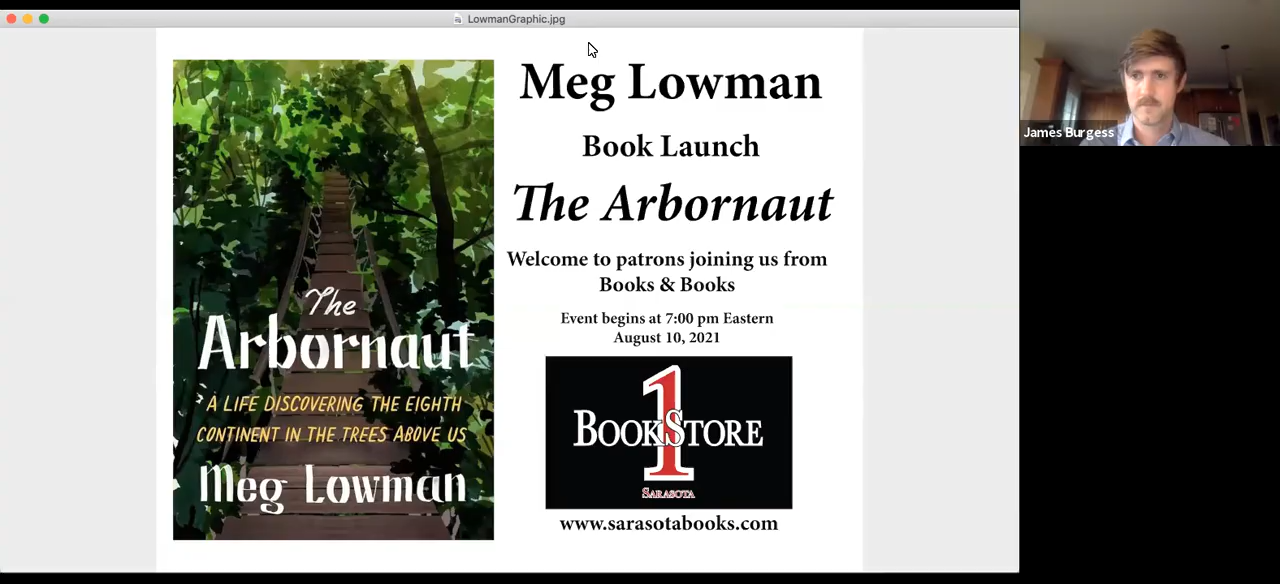 LowmanGraphic.jpg
The
Arbornaut
A LIFE DISCOVERING THE EIGHTH
CONTINENT IN THE TREES ABOVE US
Meg Lowman
Meg Lowman
Book Launch
The Arbornaut
Welcome to patrons joining us from
Books & Books
Event begins at 7:00 pm Eastern
August 10, 2021
1
BOOKSTORE
SARASOTA
www.sarasotabooks.com
James Burgess